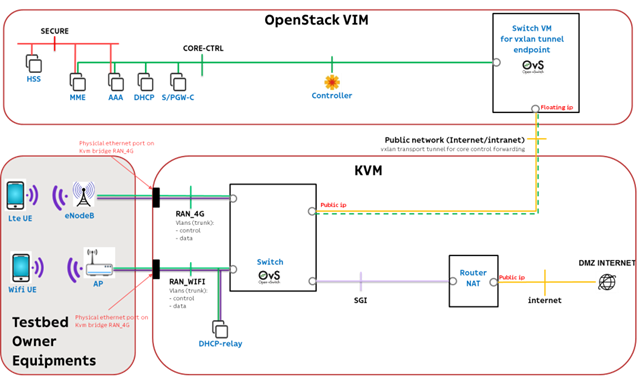 OpenStack VIM
SECURE
CORE-CTRL
HSS
MME
AAA
DHCP
S/PGW-C
Controller
Switch VM
for vxlan tunnel
endpoint
OvS
Open vSwitch
Floating ip
Public network (Internet/intranet)
vxlan transport tunnel for core control forwarding
Physical ethernet port on
Kvm bridge RAN_4G
KVM
Lte UE
eNodeB
RAN_4G
Vlans (trunk):
- control
- data
Public ip
Switch
OvS
Open vSwitch
Wifi UE
AP
RAN_WIFI
Vlans (trunk):
- control
- data
SGI
Router
NAT
Public ip
internet
DMZ INTERNET
Physical ethernet port on
Kvm bridge RAN_4G
DHCP-relay
Testbed
Owner
Equipments